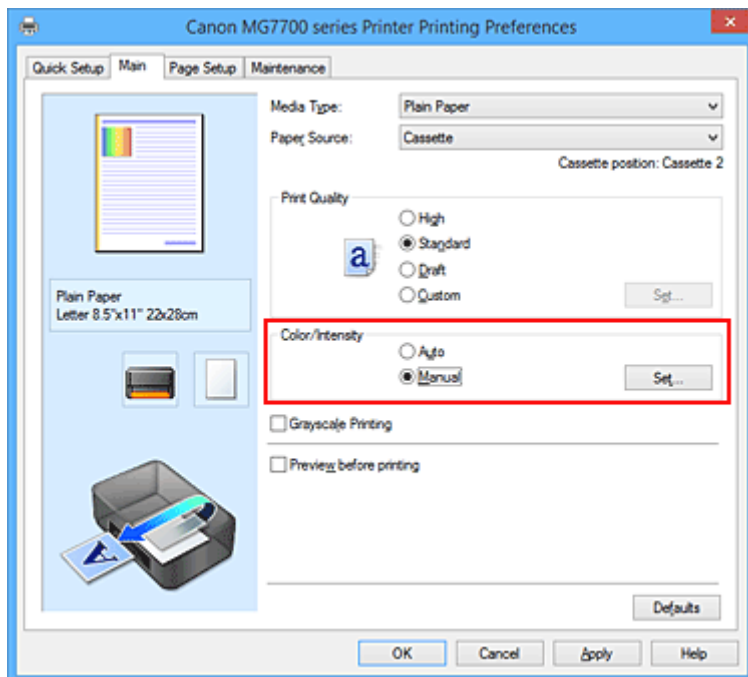 Canon MG7700 series Printer Printing Preferences
Quick Setup Main Page Setup Maintenance
Media Type: Plain Paper
Paper Source: Cassette
Cassette position: Cassette 2
Print Quality
High
a Standard
Draft
Custom Set...
Plain Paper
Letter 8.5"x11" 22x28cm
Color/Intensity
Auto
Manual Set...
Grayscale Printing
Preview before printing
A
Defaults
OK Cancel Apply Help